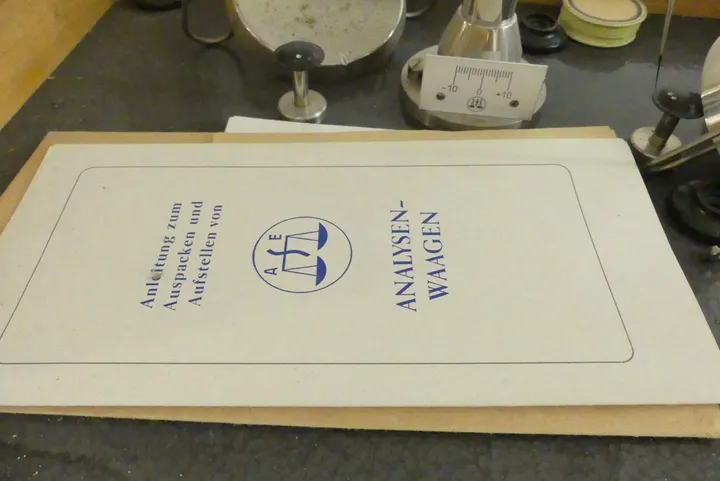 Anleitung zum
Auspacken und
Aufstellen von
A E
ANALYSEN-
WAAGEN
-10 0 +10